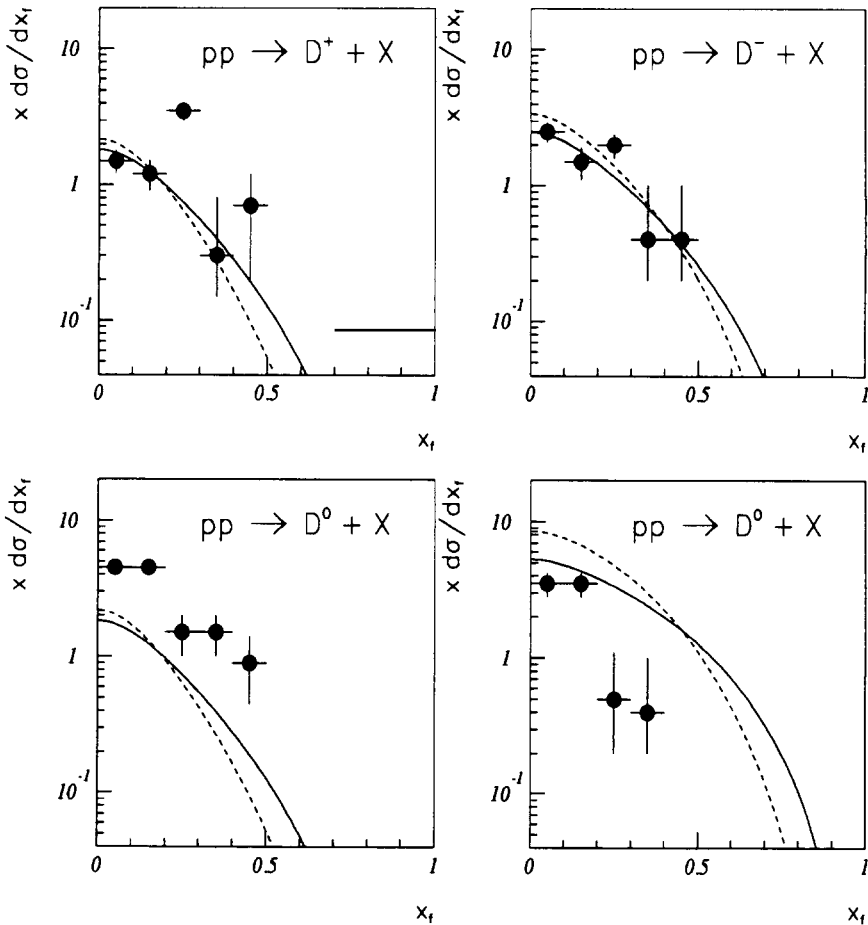 x dσ/dx_f
10
1
10^-1
pp → D^+ + X
0
0.5
1
x_f
x dσ/dx_f
10
1
10^-1
pp → D^- + X
0
0.5
1
x_f
x dσ/dx_f
10
1
10^-1
pp → D^0 + X
0
0.5
1
x_f
x dσ/dx_f
10
1
10^-1
pp → D^0 + X
0
0.5
1
x_f